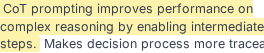 CoT prompting improves performance on
complex reasoning by enabling intermediate
steps. Makes decision process more tracea